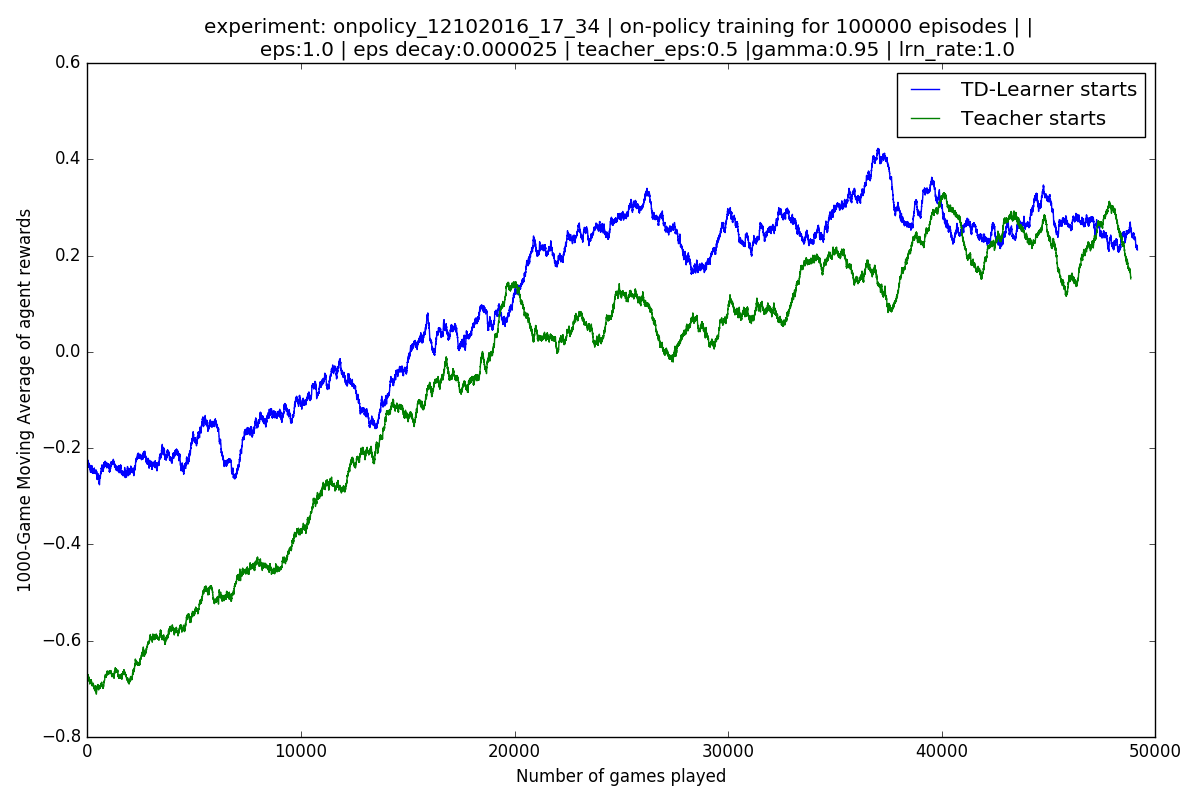 experiment: onpolicy_12102016_17_34 | on-policy training for 100000 episodes | |
eps:1.0 | eps decay:0.000025 | teacher_eps:0.5 |gamma:0.95 | lrn_rate:1.0
TD-Learner starts
Teacher starts
1000-Game Moving Average of agent rewards
0.6
0.4
0.2
0.0
−0.2
−0.4
−0.6
−0.8
0 10000 20000 30000 40000 50000
Number of games played